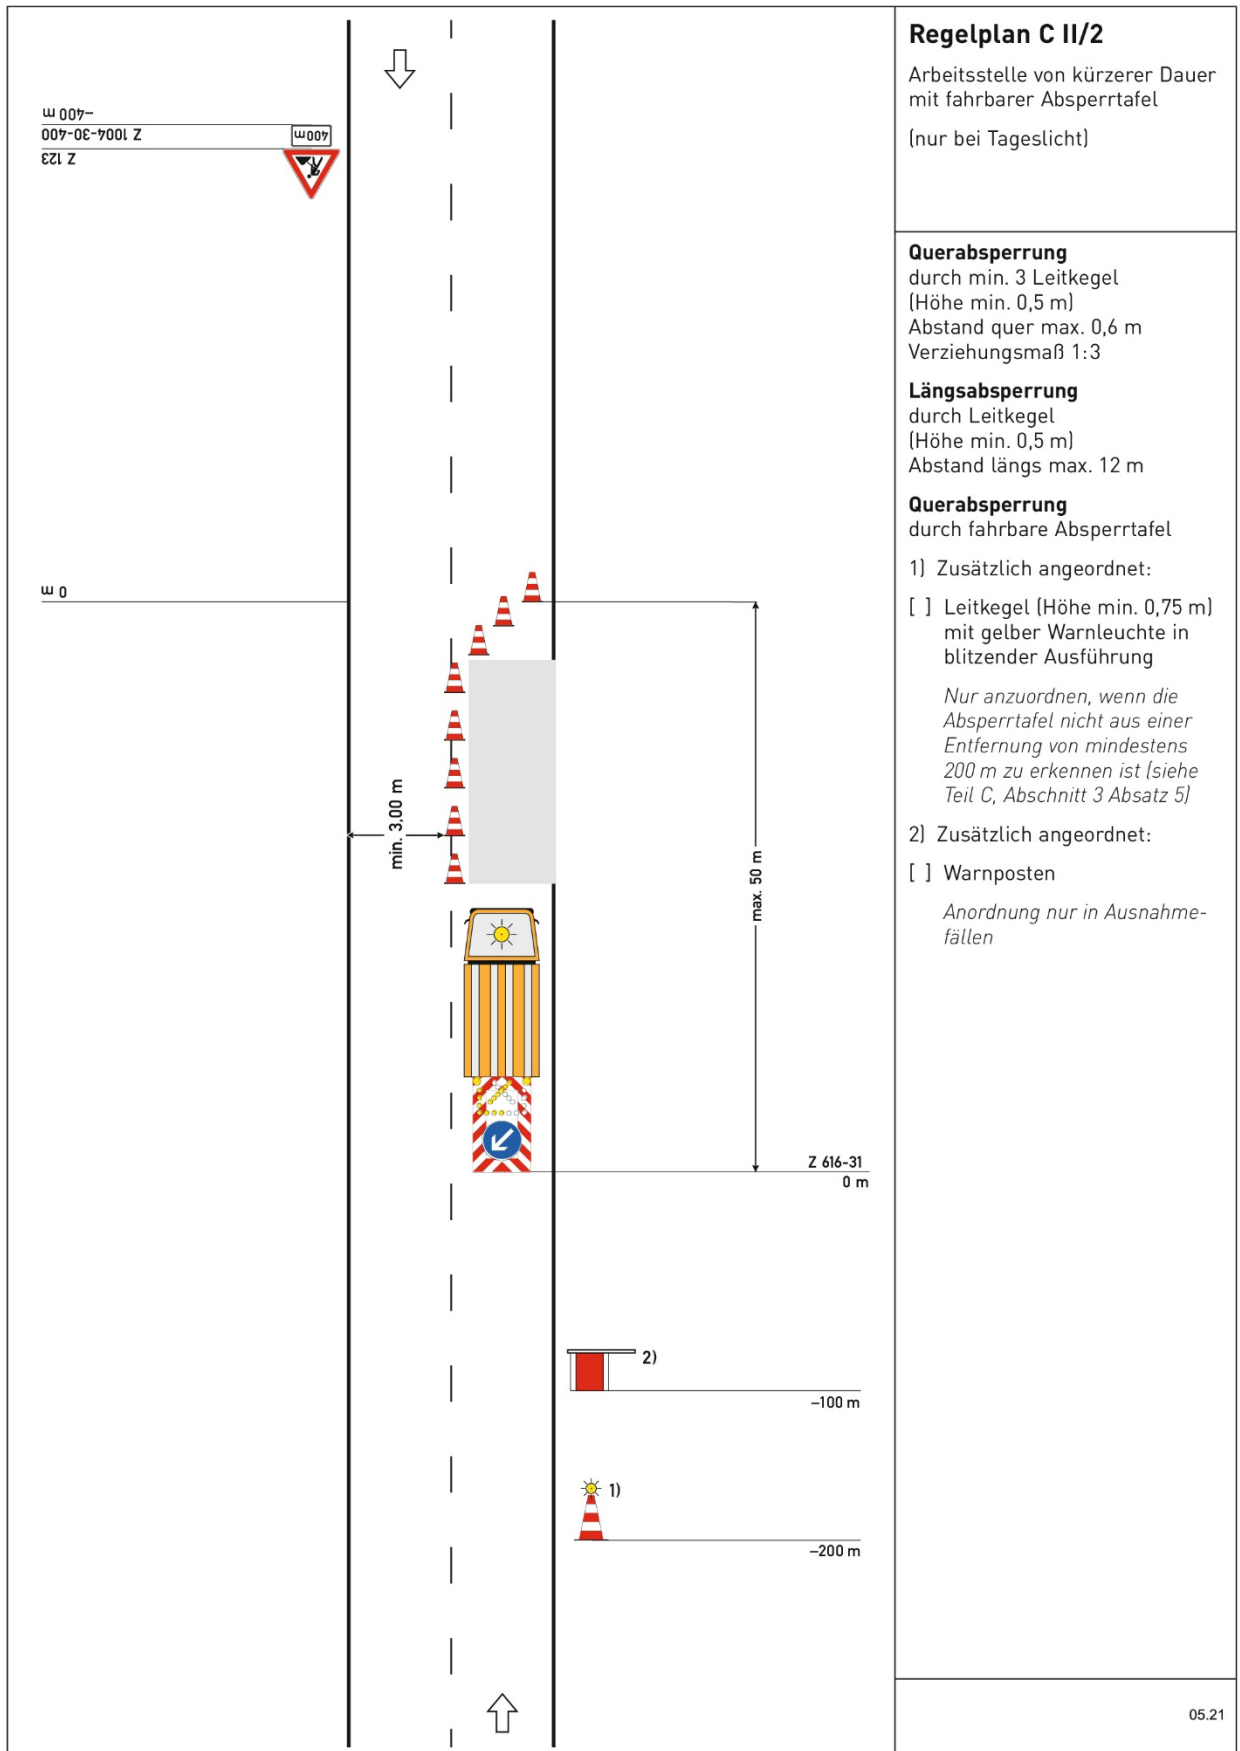 Regelplan C II/2
Arbeitsstelle von kürzerer Dauer
mit fahrbarer Absperrtafel
(nur bei Tageslicht)
Querabsperrung
durch min. 3 Leitkegel
(Höhe min. 0,5 m)
Abstand quer max. 0,6 m
Verziehungsmaß 1:3
Längsabsperrung
durch Leitkegel
(Höhe min. 0,5 m)
Abstand längs max. 12 m
Querabsperrung
durch fahrbare Absperrtafel
1) Zusätzlich angeordnet:
[ ] Leitkegel (Höhe min. 0,75 m)
mit gelber Warnleuchte in
blitzender Ausführung
Nur anzuordnen, wenn die
Absperrtafel nicht aus einer
Entfernung von mindestens
200 m zu erkennen ist (siehe
Teil C, Abschnitt 3 Absatz 5)
2) Zusätzlich angeordnet:
[ ] Warnposten
Anordnung nur in Ausnahme-
fällen
05.21
–400 m
Z 1004-30-400
Z 123
400 m
0 m
min. 3,00 m
max. 50 m
Z 616-31
0 m
2)
–100 m
1)
–200 m